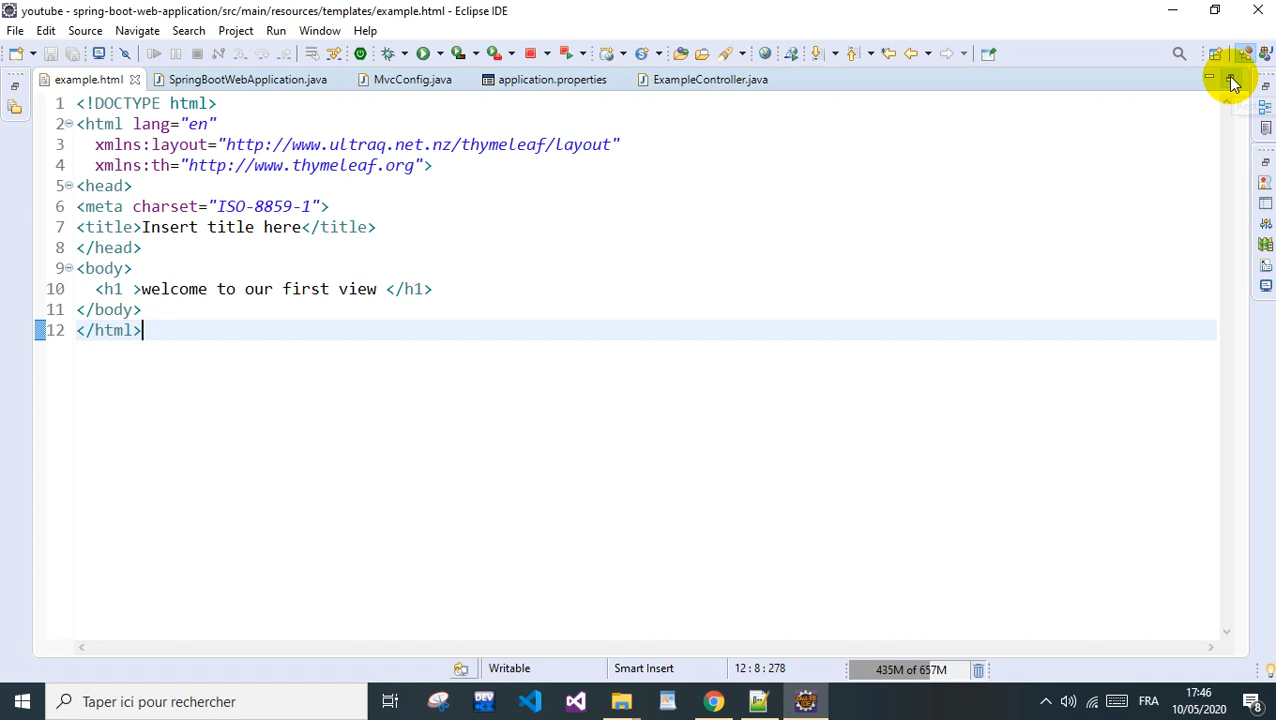 youtube - spring-boot-web-application/src/main/resources/templates/example.html - Eclipse IDE
File Edit Source Navigate Search Project Run Window Help
example.html SpringBootWebApplication.java MvcConfig.java application.properties ExampleController.java
1 <!DOCTYPE html>
2 <html lang="en"
3 xmlns:layout="http://www.ultraq.net.nz/thymeleaf/layout"
4 xmlns:th="http://www.thymeleaf.org">
5 <head>
6 <meta charset="ISO-8859-1">
7 <title>Insert title here</title>
8 </head>
9 <body>
10 <h1 >welcome to our first view </h1>
11 </body>
12 </html>
Writable Smart Insert 12 : 8 : 278 435M of 657M
Taper ici pour rechercher DEV FRA 17:46
10/05/2020 8